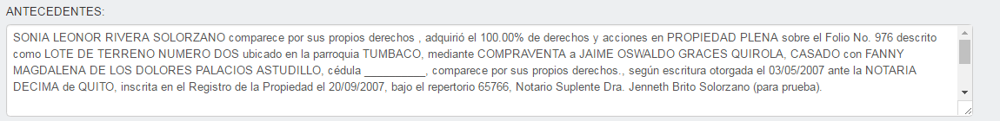 ANTECEDENTES:
SONIA LEONOR RIVERA SOLORZANO comparece por sus propios derechos , adquirió el 100.00% de derechos y acciones en PROPIEDAD PLENA sobre el Folio No. 976 descrito
como LOTE DE TERRENO NUMERO DOS ubicado en la parroquia TUMBACO, mediante COMPRAVENTA a JAIME OSWALDO GRACES QUIROLA, CASADO con FANNY
MAGDALENA DE LOS DOLORES PALACIOS ASTUDILLO, cédula __________, comparece por sus propios derechos., según escritura otorgada el 03/05/2007 ante la NOTARIA
DECIMA de QUITO, inscrita en el Registro de la Propiedad el 20/09/2007, bajo el repertorio 65766, Notario Suplente Dra. Jenneth Brito Solorzano (para prueba).